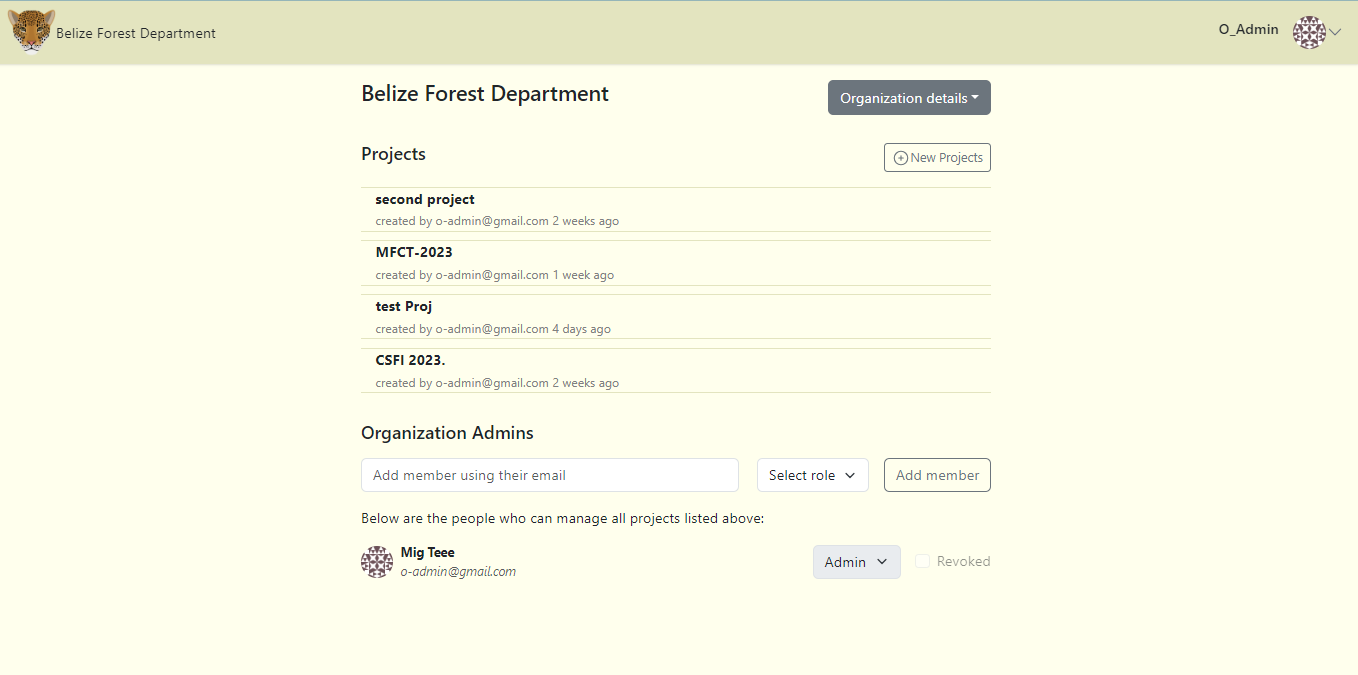 Belize Forest Department
O_Admin
Belize Forest Department
Organization details
Projects
New Projects
second project
created by o-admin@gmail.com 2 weeks ago
MFCT-2023
created by o-admin@gmail.com 1 week ago
test Proj
created by o-admin@gmail.com 4 days ago
CSFI 2023.
created by o-admin@gmail.com 2 weeks ago
Organization Admins
Add member using their email
Select role
Add member
Below are the people who can manage all projects listed above:
Mig Teee
o-admin@gmail.com
Admin
Revoked